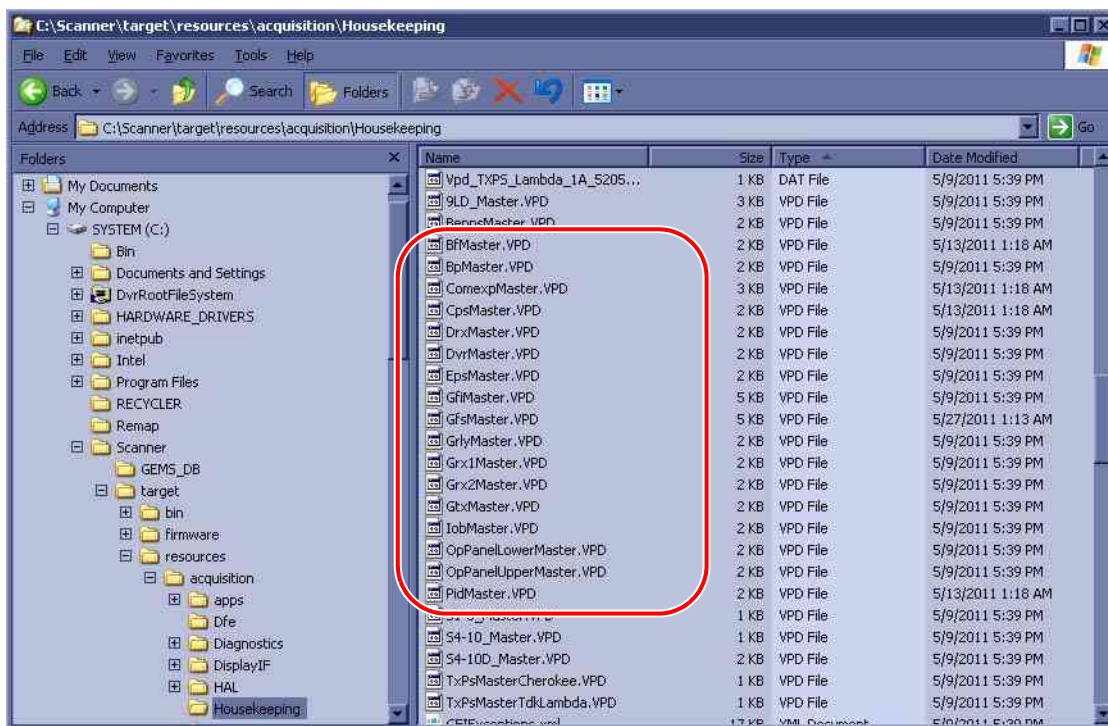 C:\Scanner\target\resources\acquisition\Housekeeping
File Edit View Favorites Tools Help
Back Search Folders
Address C:\Scanner\target\resources\acquisition\Housekeeping Go
Folders
My Documents
My Computer
SYSTEM (C:)
Bin
Documents and Settings
DvrRootFileSystem
HARDWARE_DRIVERS
inetpub
Intel
Program Files
RECYCLER
Remap
Scanner
GEMS_DB
target
bin
firmware
resources
acquisition
apps
Dfe
Diagnostics
DisplayIF
HAL
Housekeeping
Name Size Type Date Modified
Vpd_TXPS_Lambda_1A_5205... 1 KB DAT File 5/9/2011 5:39 PM
9LD_Master.VPD 3 KB VPD File 5/9/2011 5:39 PM
BeppsMaster.VPD 2 KB VPD File 5/9/2011 5:39 PM
BfMaster.VPD 2 KB VPD File 5/13/2011 1:18 AM
BpMaster.VPD 2 KB VPD File 5/9/2011 5:39 PM
ComexpMaster.VPD 3 KB VPD File 5/13/2011 1:18 AM
CpsMaster.VPD 2 KB VPD File 5/13/2011 1:18 AM
DrxMaster.VPD 2 KB VPD File 5/9/2011 5:39 PM
DvrMaster.VPD 2 KB VPD File 5/9/2011 5:39 PM
EpsMaster.VPD 2 KB VPD File 5/9/2011 5:39 PM
GfiMaster.VPD 5 KB VPD File 5/9/2011 5:39 PM
GfsMaster.VPD 5 KB VPD File 5/27/2011 1:13 AM
GrlyMaster.VPD 2 KB VPD File 5/9/2011 5:39 PM
Grx1Master.VPD 2 KB VPD File 5/9/2011 5:39 PM
Grx2Master.VPD 2 KB VPD File 5/9/2011 5:39 PM
GtxMaster.VPD 2 KB VPD File 5/9/2011 5:39 PM
IobMaster.VPD 2 KB VPD File 5/9/2011 5:39 PM
OpPanelLowerMaster.VPD 2 KB VPD File 5/9/2011 5:39 PM
OpPanelUpperMaster.VPD 2 KB VPD File 5/9/2011 5:39 PM
PidMaster.VPD 2 KB VPD File 5/13/2011 1:18 AM
1 KB VPD File 5/9/2011 5:39 PM
S4-10_Master.VPD 1 KB VPD File 5/9/2011 5:39 PM
S4-10D_Master.VPD 2 KB VPD File 5/9/2011 5:39 PM
TxPsMasterCherokee.VPD 1 KB VPD File 5/9/2011 5:39 PM
TxPsMasterTdkLambda.VPD 1 KB VPD File 5/9/2011 5:39 PM
17 KB XML Document 5/9/2011 5:39 PM